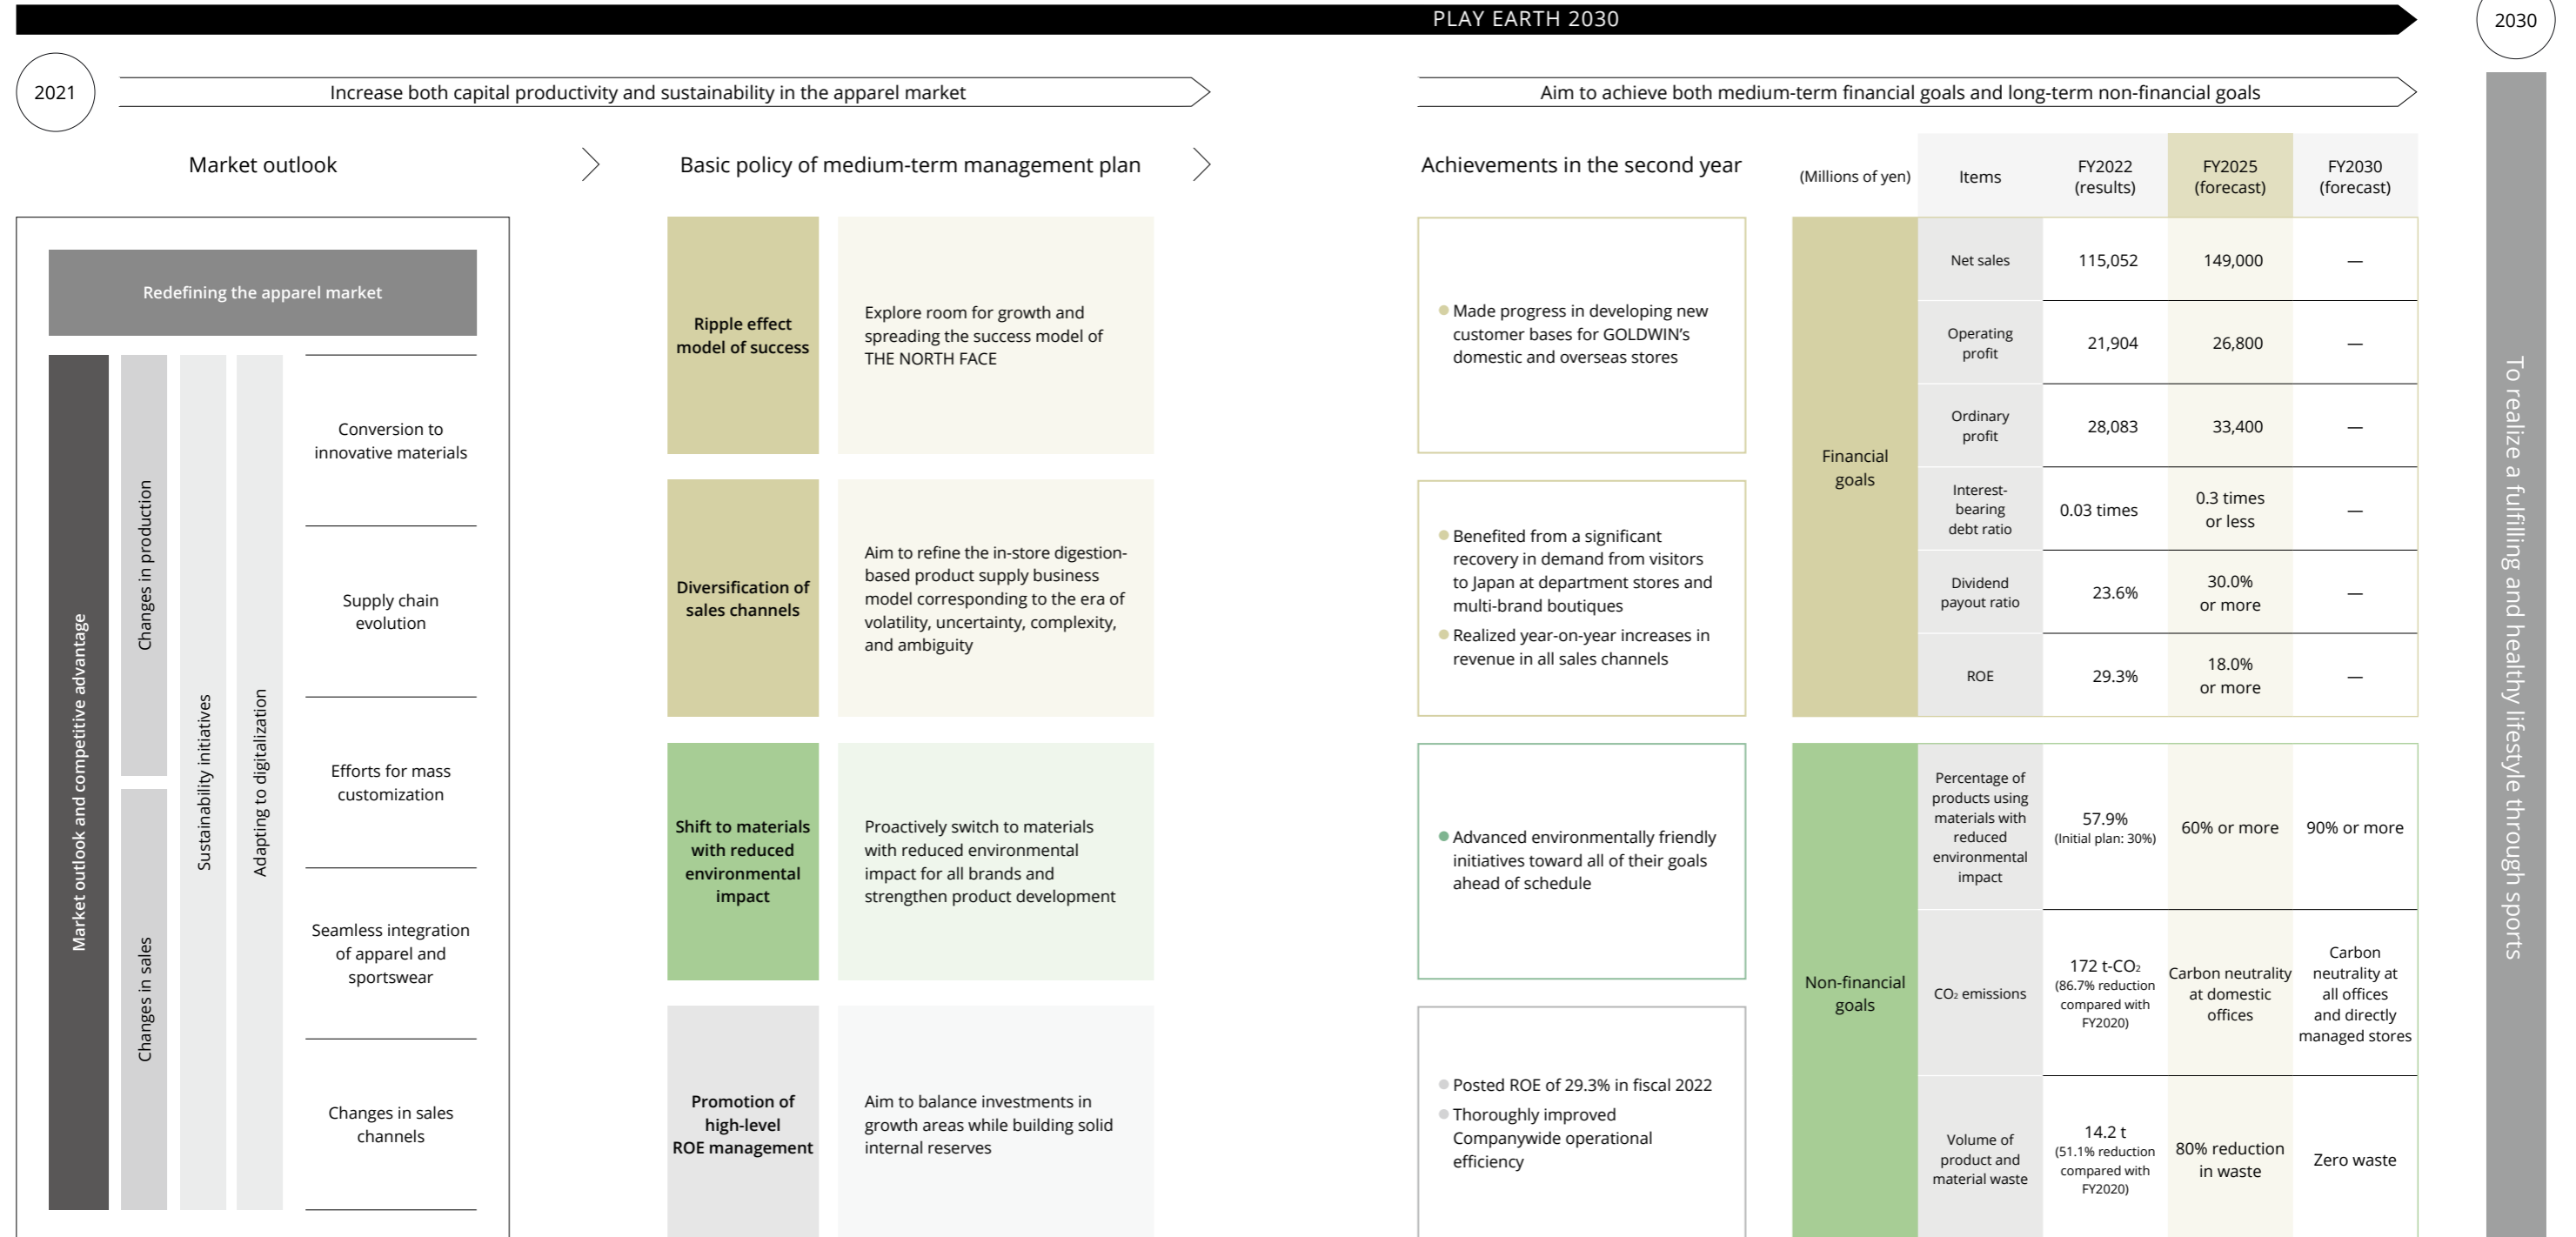 PLAY EARTH 2030
2030
2021
Increase both capital productivity and sustainability in the apparel market
Aim to achieve both medium-term financial goals and long-term non-financial goals
Market outlook
Basic policy of medium-term management plan
Achievements in the second year
Redefining the apparel market
Market outlook and competitive advantage
Changes in production
Changes in sales
Sustainability initiatives
Adapting to digitalization
Conversion to
innovative materials
Supply chain
evolution
Efforts for mass
customization
Seamless integration
of apparel and
sportswear
Changes in sales
channels
Ripple effect
model of success
Explore room for growth and
spreading the success model of
THE NORTH FACE
Diversification of
sales channels
Aim to refine the in-store digestion-
based product supply business
model corresponding to the era of
volatility, uncertainty, complexity,
and ambiguity
Shift to materials
with reduced
environmental
impact
Proactively switch to materials
with reduced environmental
impact for all brands and
strengthen product development
Promotion of
high-level
ROE management
Aim to balance investments in
growth areas while building solid
internal reserves
Made progress in developing new
customer bases for GOLDWIN's
domestic and overseas stores
Benefited from a significant
recovery in demand from visitors
to Japan at department stores and
multi-brand boutiques
Realized year-on-year increases in
revenue in all sales channels
Advanced environmentally friendly
initiatives toward all of their goals
ahead of schedule
Posted ROE of 29.3% in fiscal 2022
Thoroughly improved
Companywide operational
efficiency
(Millions of yen)
Items
FY2022
(results)
FY2025
(forecast)
FY2030
(forecast)
Financial
goals
Net sales
115,052
149,000
—
Operating
profit
21,904
26,800
—
Ordinary
profit
28,083
33,400
—
Interest-
bearing
debt ratio
0.03 times
0.3 times
or less
—
Dividend
payout ratio
23.6%
30.0%
or more
—
ROE
29.3%
18.0%
or more
—
Non-financial
goals
Percentage of
products using
materials with
reduced
environmental
impact
57.9%
(Initial plan: 30%)
60% or more
90% or more
CO₂ emissions
172 t-CO₂
(86.7% reduction
compared with
FY2020)
Carbon neutrality
at domestic
offices
Carbon
neutrality at
all offices
and directly
managed stores
Volume of
product and
material waste
14.2 t
(51.1% reduction
compared with
FY2020)
80% reduction
in waste
Zero waste
To realize a fulfilling and healthy lifestyle through sports